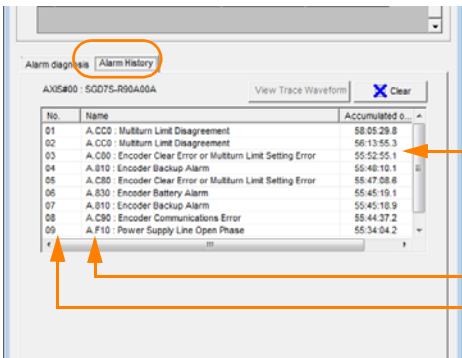 Alarm diagnosis Alarm History
AXIS#00 : SGD7S-R90A00A View Trace Waveform Clear
No. Name Accumulated o...
01 A.CC0 : Multiturn Limit Disagreement 58:05:29.8
02 A.CC0 : Multiturn Limit Disagreement 56:13:55.3
03 A.C80 : Encoder Clear Error or Multiturn Limit Setting Error 55:52:55.1
04 A.810 : Encoder Backup Alarm 55:48:10.1
05 A.C80 : Encoder Clear Error or Multiturn Limit Setting Error 55:47:08.6
06 A.830 : Encoder Battery Alarm 55:45:19.1
07 A.810 : Encoder Backup Alarm 55:45:18.9
08 A.C90 : Encoder Communications Error 55:44:37.2
09 A.F10 : Power Supply Line Open Phase 55:34:04.2